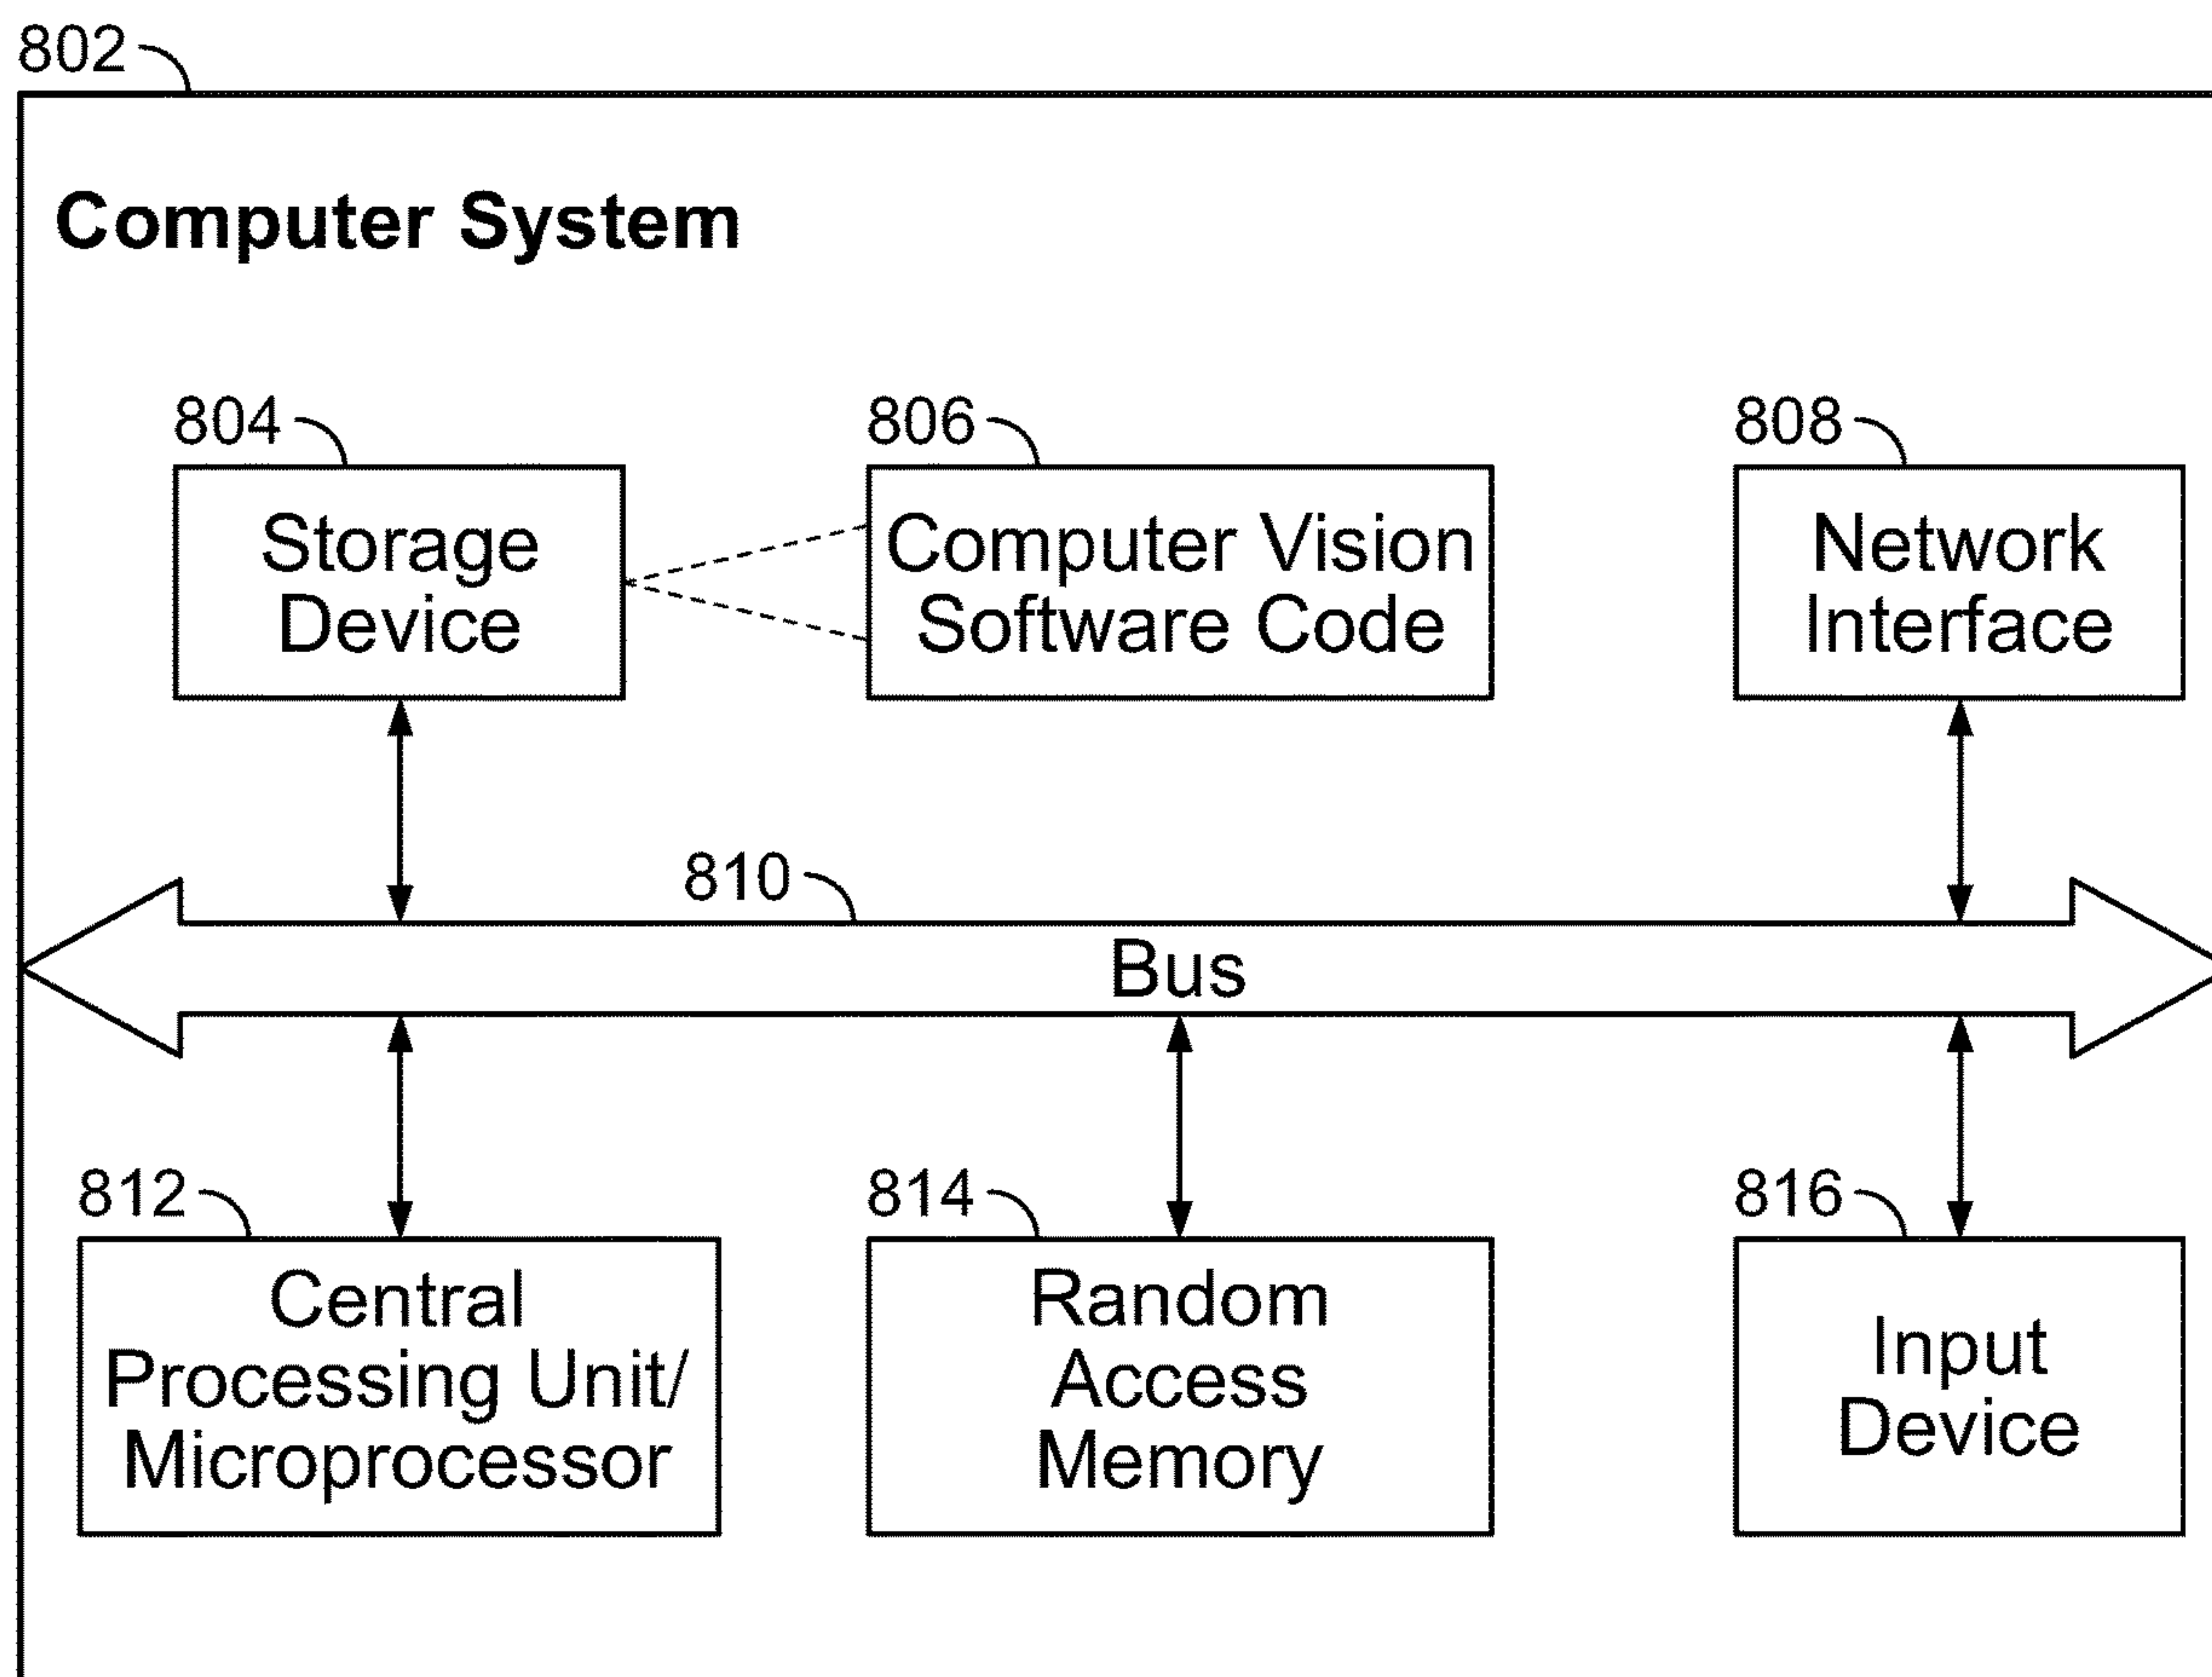 802
Computer System
804
806
808
Storage
Device
Computer Vision
Software Code
Network
Interface
810
Bus
812
814
816
Central
Processing Unit/
Microprocessor
Random
Access
Memory
Input
Device